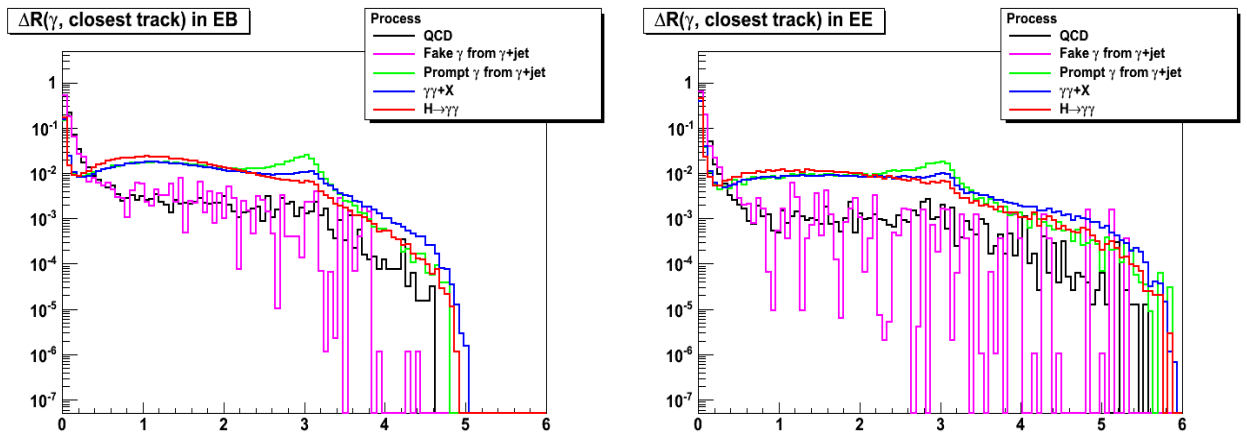 ΔR(γ, closest track) in EB
Process
QCD
Fake γ from γ+jet
Prompt γ from γ+jet
γγ+X
H→γγ
1
10⁻¹
10⁻²
10⁻³
10⁻⁴
10⁻⁵
10⁻⁶
10⁻⁷
0 1 2 3 4 5 6
ΔR(γ, closest track) in EE
Process
QCD
Fake γ from γ+jet
Prompt γ from γ+jet
γγ+X
H→γγ
1
10⁻¹
10⁻²
10⁻³
10⁻⁴
10⁻⁵
10⁻⁶
10⁻⁷
0 1 2 3 4 5 6